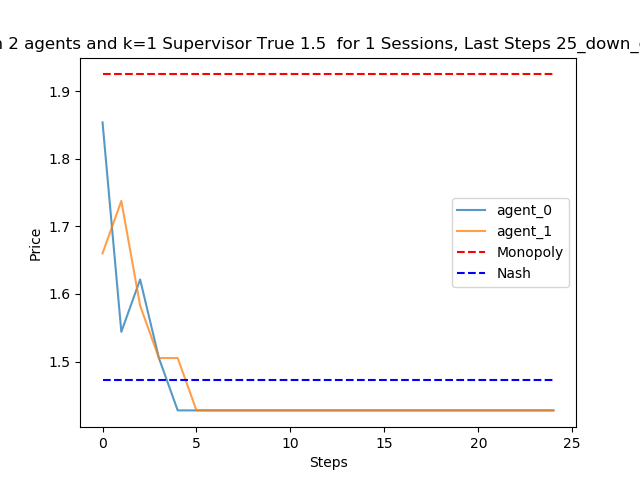 2 agents and k=1 Supervisor True 1.5 for 1 Sessions, Last Steps 25_down_
1.9
1.8
1.7
1.6
1.5
Price
agent_0
agent_1
Monopoly
Nash
0
5
10
15
20
25
Steps